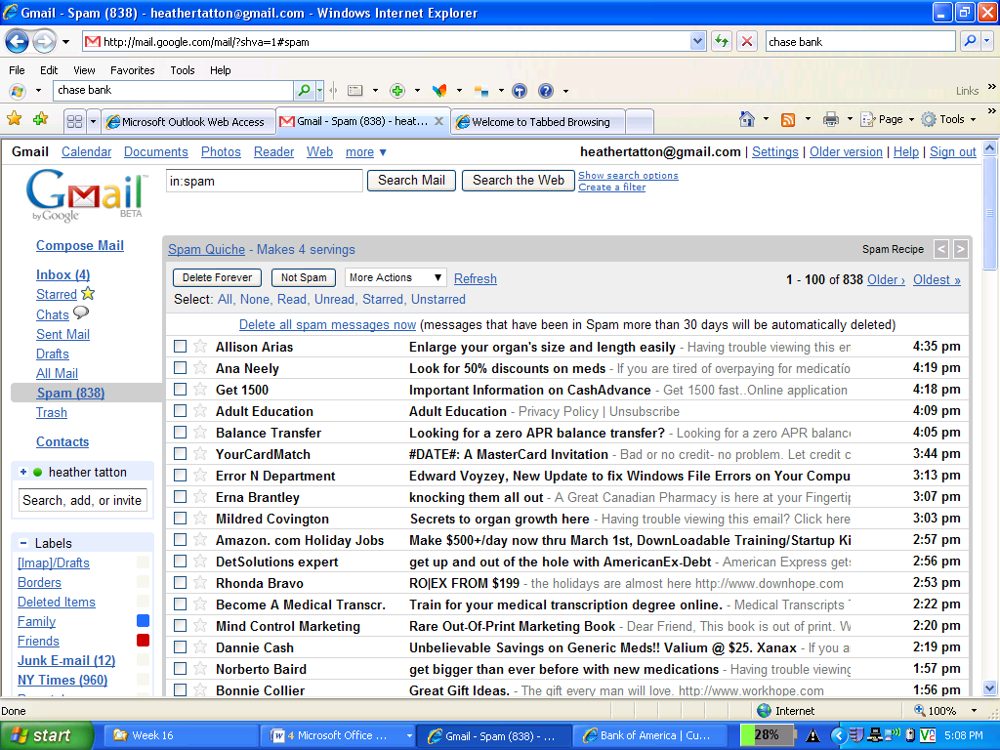 Gmail - Spam (838) - heathertatton@gmail.com - Windows Internet Explorer
http://mail.google.com/mail/?shva=1#spam
chase bank
File Edit View Favorites Tools Help
chase bank
Links »
Microsoft Outlook Web Access Gmail - Spam (838) - heat... Welcome to Tabbed Browsing Page Tools »
Gmail Calendar Documents Photos Reader Web more ▼ heathertatton@gmail.com | Settings | Older version | Help | Sign out
Gmail
by Google BETA
in:spam Search Mail Search the Web Show search options
Create a filter
Compose Mail
Inbox (4)
Starred
Chats
Sent Mail
Drafts
All Mail
Spam (838)
Trash
Contacts
+ heather tatton
Search, add, or invite
− Labels
[Imap]/Drafts
Borders
Deleted Items
Family
Friends
Junk E-mail (12)
NY Times (960)
Spam Quiche - Makes 4 servings Spam Recipe < >
Delete Forever Not Spam More Actions ▼ Refresh 1 - 100 of 838 Older › Oldest »
Select: All, None, Read, Unread, Starred, Unstarred
Delete all spam messages now (messages that have been in Spam more than 30 days will be automatically deleted)
Allison Arias Enlarge your organ's size and length easily - Having trouble viewing this en 4:35 pm
Ana Neely Look for 50% discounts on meds - If you are tired of overpaying for medicatio 4:19 pm
Get 1500 Important Information on CashAdvance - Get 1500 fast..Online application 4:18 pm
Adult Education Adult Education - Privacy Policy | Unsubscribe 4:09 pm
Balance Transfer Looking for a zero APR balance transfer? - Looking for a zero APR balanc 4:05 pm
YourCardMatch #DATE#: A MasterCard Invitation - Bad or no credit- no problem. Let credit c 3:44 pm
Error N Department Edward Voyzey, New Update to fix Windows File Errors on Your Compu 3:13 pm
Erna Brantley knocking them all out - A Great Canadian Pharmacy is here at your Fingertip 3:07 pm
Mildred Covington Secrets to organ growth here - Having trouble viewing this email? Click here 3:03 pm
Amazon. com Holiday Jobs Make $500+/day now thru March 1st, DownLoadable Training/Startup Ki 2:57 pm
DetSolutions expert get up and out of the hole with AmericanEx-Debt - American Express gets 2:56 pm
Rhonda Bravo RO|EX FROM $199 - the holidays are almost here http://www.downhope.com 2:53 pm
Become A Medical Transcr. Train for your medical transcription degree online. - Medical Transcripts 2:22 pm
Mind Control Marketing Rare Out-Of-Print Marketing Book - Dear Friend, This book is out of print. W 2:20 pm
Dannie Cash Unbelievable Savings on Generic Meds!! Valium @ $25. Xanax - If you a 2:19 pm
Norberto Baird get bigger than ever before with new medications - Having trouble viewing 1:57 pm
Bonnie Collier Great Gift Ideas. - The gift every man will love. http://www.workhope.com 1:56 pm
Done Internet 100%
start Week 16 4 Microsoft Office ... Gmail - Spam (838) - ... Bank of America | Cu... 28% 5:08 PM